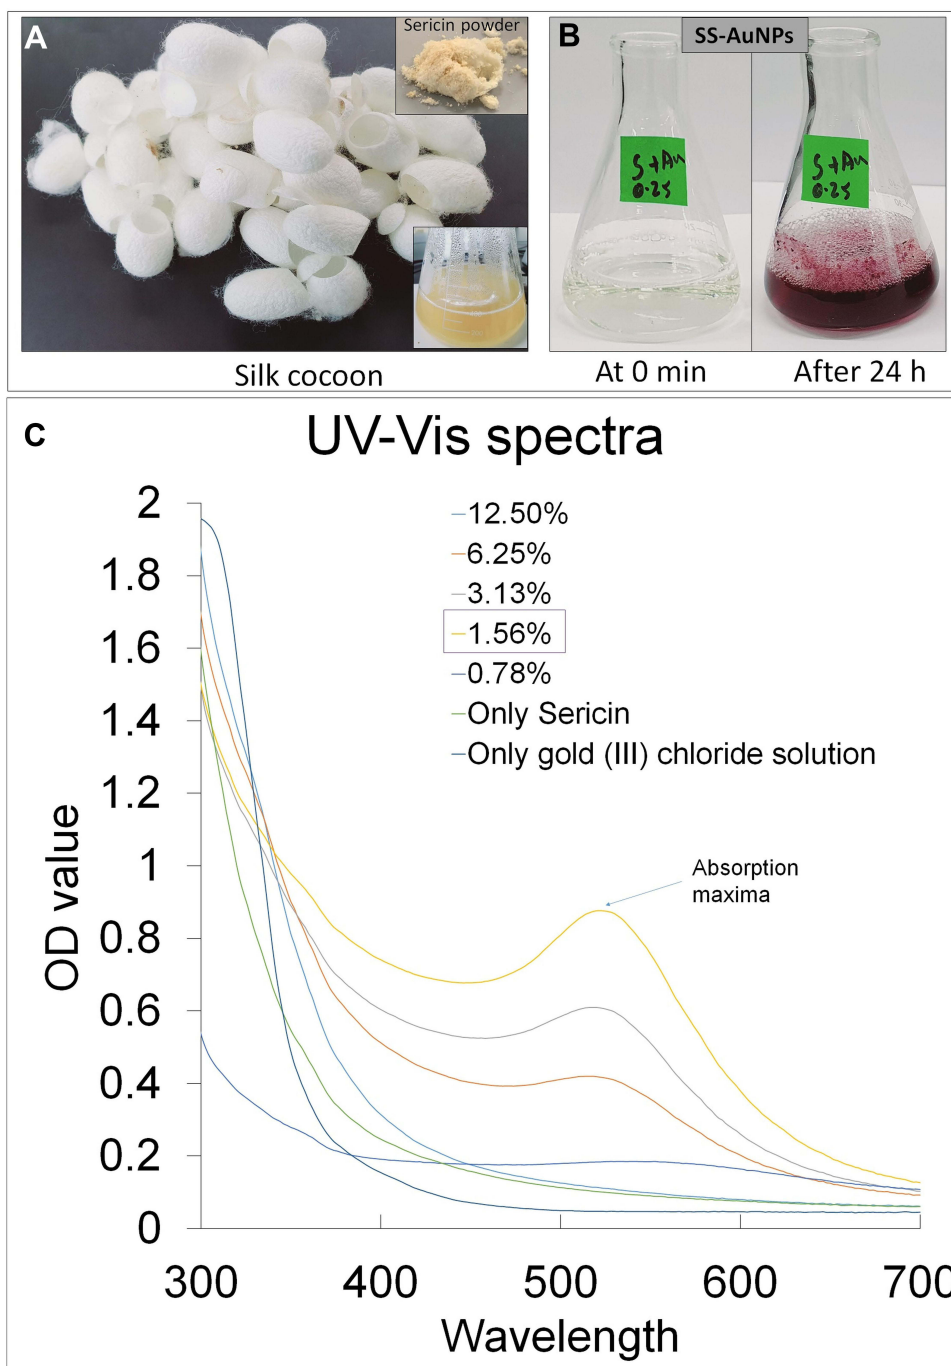 A
Sericin powder
Silk cocoon
B
SS-AuNPs
S+Au
0.25
S+Au
0.25
At 0 min
After 24 h
C
UV-Vis spectra
2
1.8
1.6
1.4
1.2
1
0.8
0.6
0.4
0.2
0
OD value
12.50%
6.25%
3.13%
1.56%
0.78%
Only Sericin
Only gold (III) chloride solution
Absorption
maxima
300
400
500
600
700
Wavelength